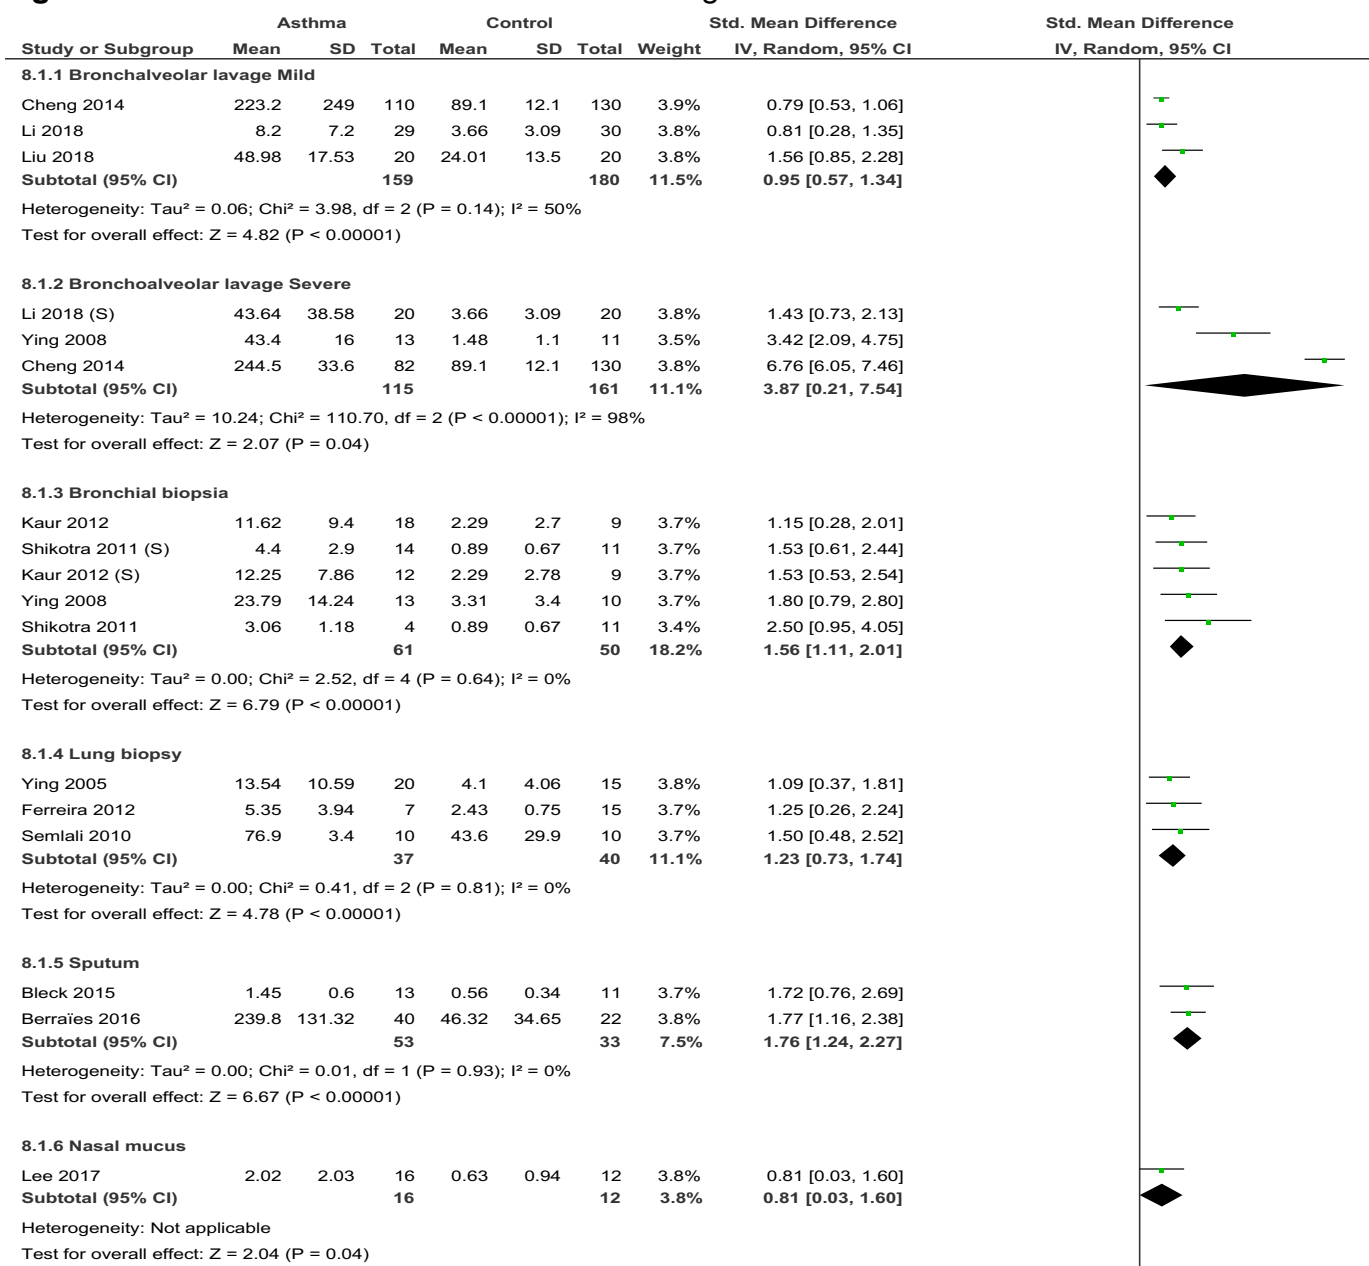 Asthma Control Std. Mean Difference Std. Mean Difference
Study or Subgroup Mean SD Total Mean SD Total Weight IV, Random, 95% CI IV, Random, 95% CI
8.1.1 Bronchalveolar lavage Mild
Cheng 2014 223.2 249 110 89.1 12.1 130 3.9% 0.79 [0.53, 1.06]
Li 2018 8.2 7.2 29 3.66 3.09 30 3.8% 0.81 [0.28, 1.35]
Liu 2018 48.98 17.53 20 24.01 13.5 20 3.8% 1.56 [0.85, 2.28]
Subtotal (95% CI) 159 180 11.5% 0.95 [0.57, 1.34]
Heterogeneity: Tau² = 0.06; Chi² = 3.98, df = 2 (P = 0.14); I² = 50%
Test for overall effect: Z = 4.82 (P < 0.00001)
8.1.2 Bronchoalveolar lavage Severe
Li 2018 (S) 43.64 38.58 20 3.66 3.09 20 3.8% 1.43 [0.73, 2.13]
Ying 2008 43.4 16 13 1.48 1.1 11 3.5% 3.42 [2.09, 4.75]
Cheng 2014 244.5 33.6 82 89.1 12.1 130 3.8% 6.76 [6.05, 7.46]
Subtotal (95% CI) 115 161 11.1% 3.87 [0.21, 7.54]
Heterogeneity: Tau² = 10.24; Chi² = 110.70, df = 2 (P < 0.00001); I² = 98%
Test for overall effect: Z = 2.07 (P = 0.04)
8.1.3 Bronchial biopsia
Kaur 2012 11.62 9.4 18 2.29 2.7 9 3.7% 1.15 [0.28, 2.01]
Shikotra 2011 (S) 4.4 2.9 14 0.89 0.67 11 3.7% 1.53 [0.61, 2.44]
Kaur 2012 (S) 12.25 7.86 12 2.29 2.78 9 3.7% 1.53 [0.53, 2.54]
Ying 2008 23.79 14.24 13 3.31 3.4 10 3.7% 1.80 [0.79, 2.80]
Shikotra 2011 3.06 1.18 4 0.89 0.67 11 3.4% 2.50 [0.95, 4.05]
Subtotal (95% CI) 61 50 18.2% 1.56 [1.11, 2.01]
Heterogeneity: Tau² = 0.00; Chi² = 2.52, df = 4 (P = 0.64); I² = 0%
Test for overall effect: Z = 6.79 (P < 0.00001)
8.1.4 Lung biopsy
Ying 2005 13.54 10.59 20 4.1 4.06 15 3.8% 1.09 [0.37, 1.81]
Ferreira 2012 5.35 3.94 7 2.43 0.75 15 3.7% 1.25 [0.26, 2.24]
Semlali 2010 76.9 3.4 10 43.6 29.9 10 3.7% 1.50 [0.48, 2.52]
Subtotal (95% CI) 37 40 11.1% 1.23 [0.73, 1.74]
Heterogeneity: Tau² = 0.00; Chi² = 0.41, df = 2 (P = 0.81); I² = 0%
Test for overall effect: Z = 4.78 (P < 0.00001)
8.1.5 Sputum
Bleck 2015 1.45 0.6 13 0.56 0.34 11 3.7% 1.72 [0.76, 2.69]
Berraïes 2016 239.8 131.32 40 46.32 34.65 22 3.8% 1.77 [1.16, 2.38]
Subtotal (95% CI) 53 33 7.5% 1.76 [1.24, 2.27]
Heterogeneity: Tau² = 0.00; Chi² = 0.01, df = 1 (P = 0.93); I² = 0%
Test for overall effect: Z = 6.67 (P < 0.00001)
8.1.6 Nasal mucus
Lee 2017 2.02 2.03 16 0.63 0.94 12 3.8% 0.81 [0.03, 1.60]
Subtotal (95% CI) 16 12 3.8% 0.81 [0.03, 1.60]
Heterogeneity: Not applicable
Test for overall effect: Z = 2.04 (P = 0.04)